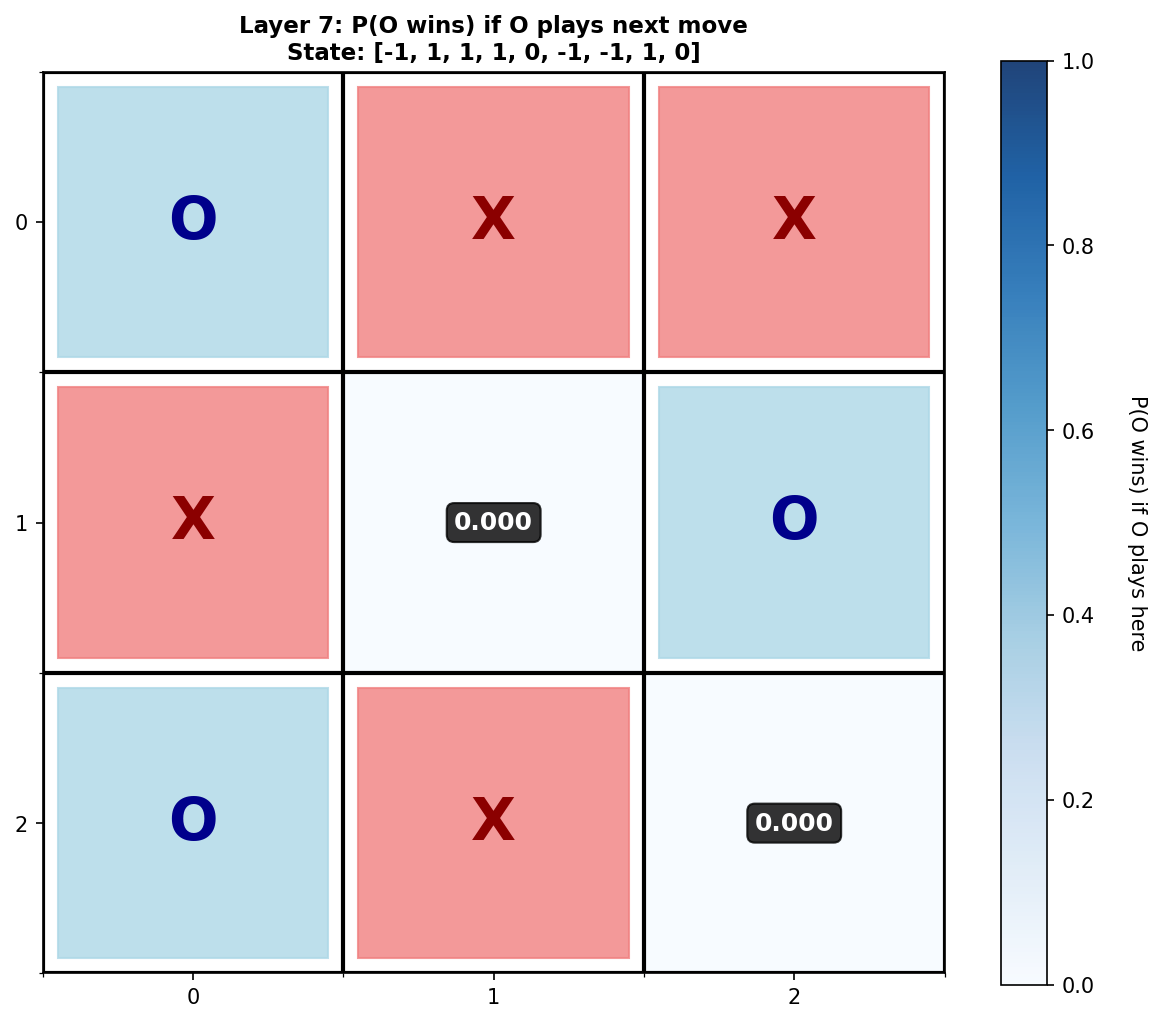 Layer 7: P(O wins) if O plays next move
State: [-1, 1, 1, 1, 0, -1, -1, 1, 0]
O X X
X 0.000 O
O X 0.000
0
1
2
0 1 2
1.0
0.8
0.6
0.4
0.2
0.0
P(O wins) if O plays here